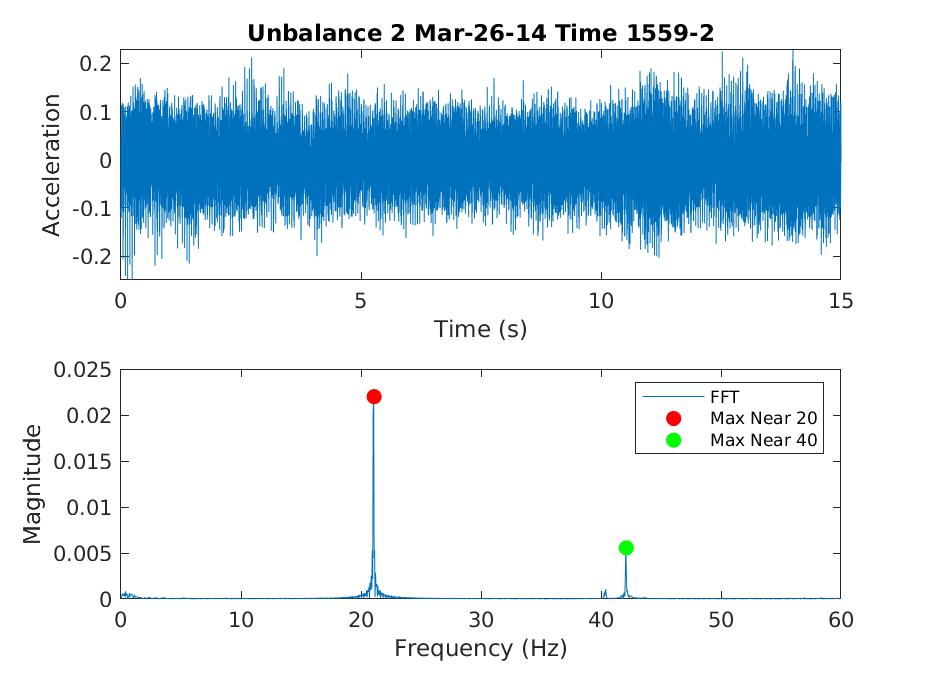 Unbalance 2 Mar-26-14 Time 1559-2
0.2
0.1
0
-0.1
-0.2
Acceleration
0 5 10 15
Time (s)
0.025
0.02
0.015
0.01
0.005
0
Magnitude
FFT
Max Near 20
Max Near 40
0 10 20 30 40 50 60
Frequency (Hz)